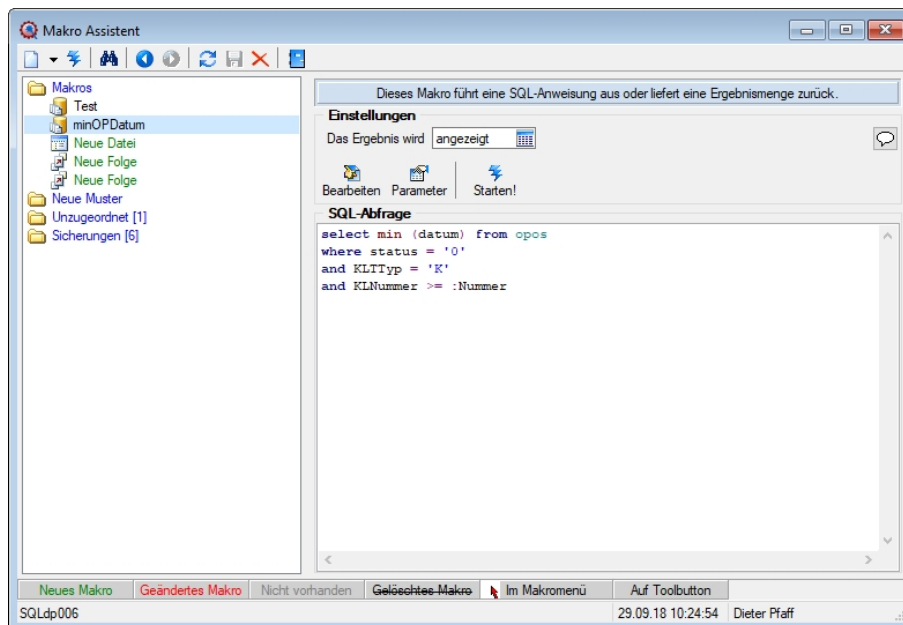 Makro Assistent
Makros
Test
minOPDatum
Neue Datei
Neue Folge
Neue Folge
Neue Muster
Unzugeordnet [1]
Sicherungen [6]
Dieses Makro führt eine SQL-Anweisung aus oder liefert eine Ergebnismenge zurück.
Einstellungen
Das Ergebnis wird angezeigt
Bearbeiten Parameter Starten!
SQL-Abfrage
select min (datum) from opos
where status = '0'
and KLTTyp = 'K'
and KLNummer >= :Nummer
Neues Makro Geändertes Makro Nicht vorhanden Gelöschtes Makro Im Makromenü Auf Toolbutton
SQLdp006 29.09.18 10:24:54 Dieter Pfaff